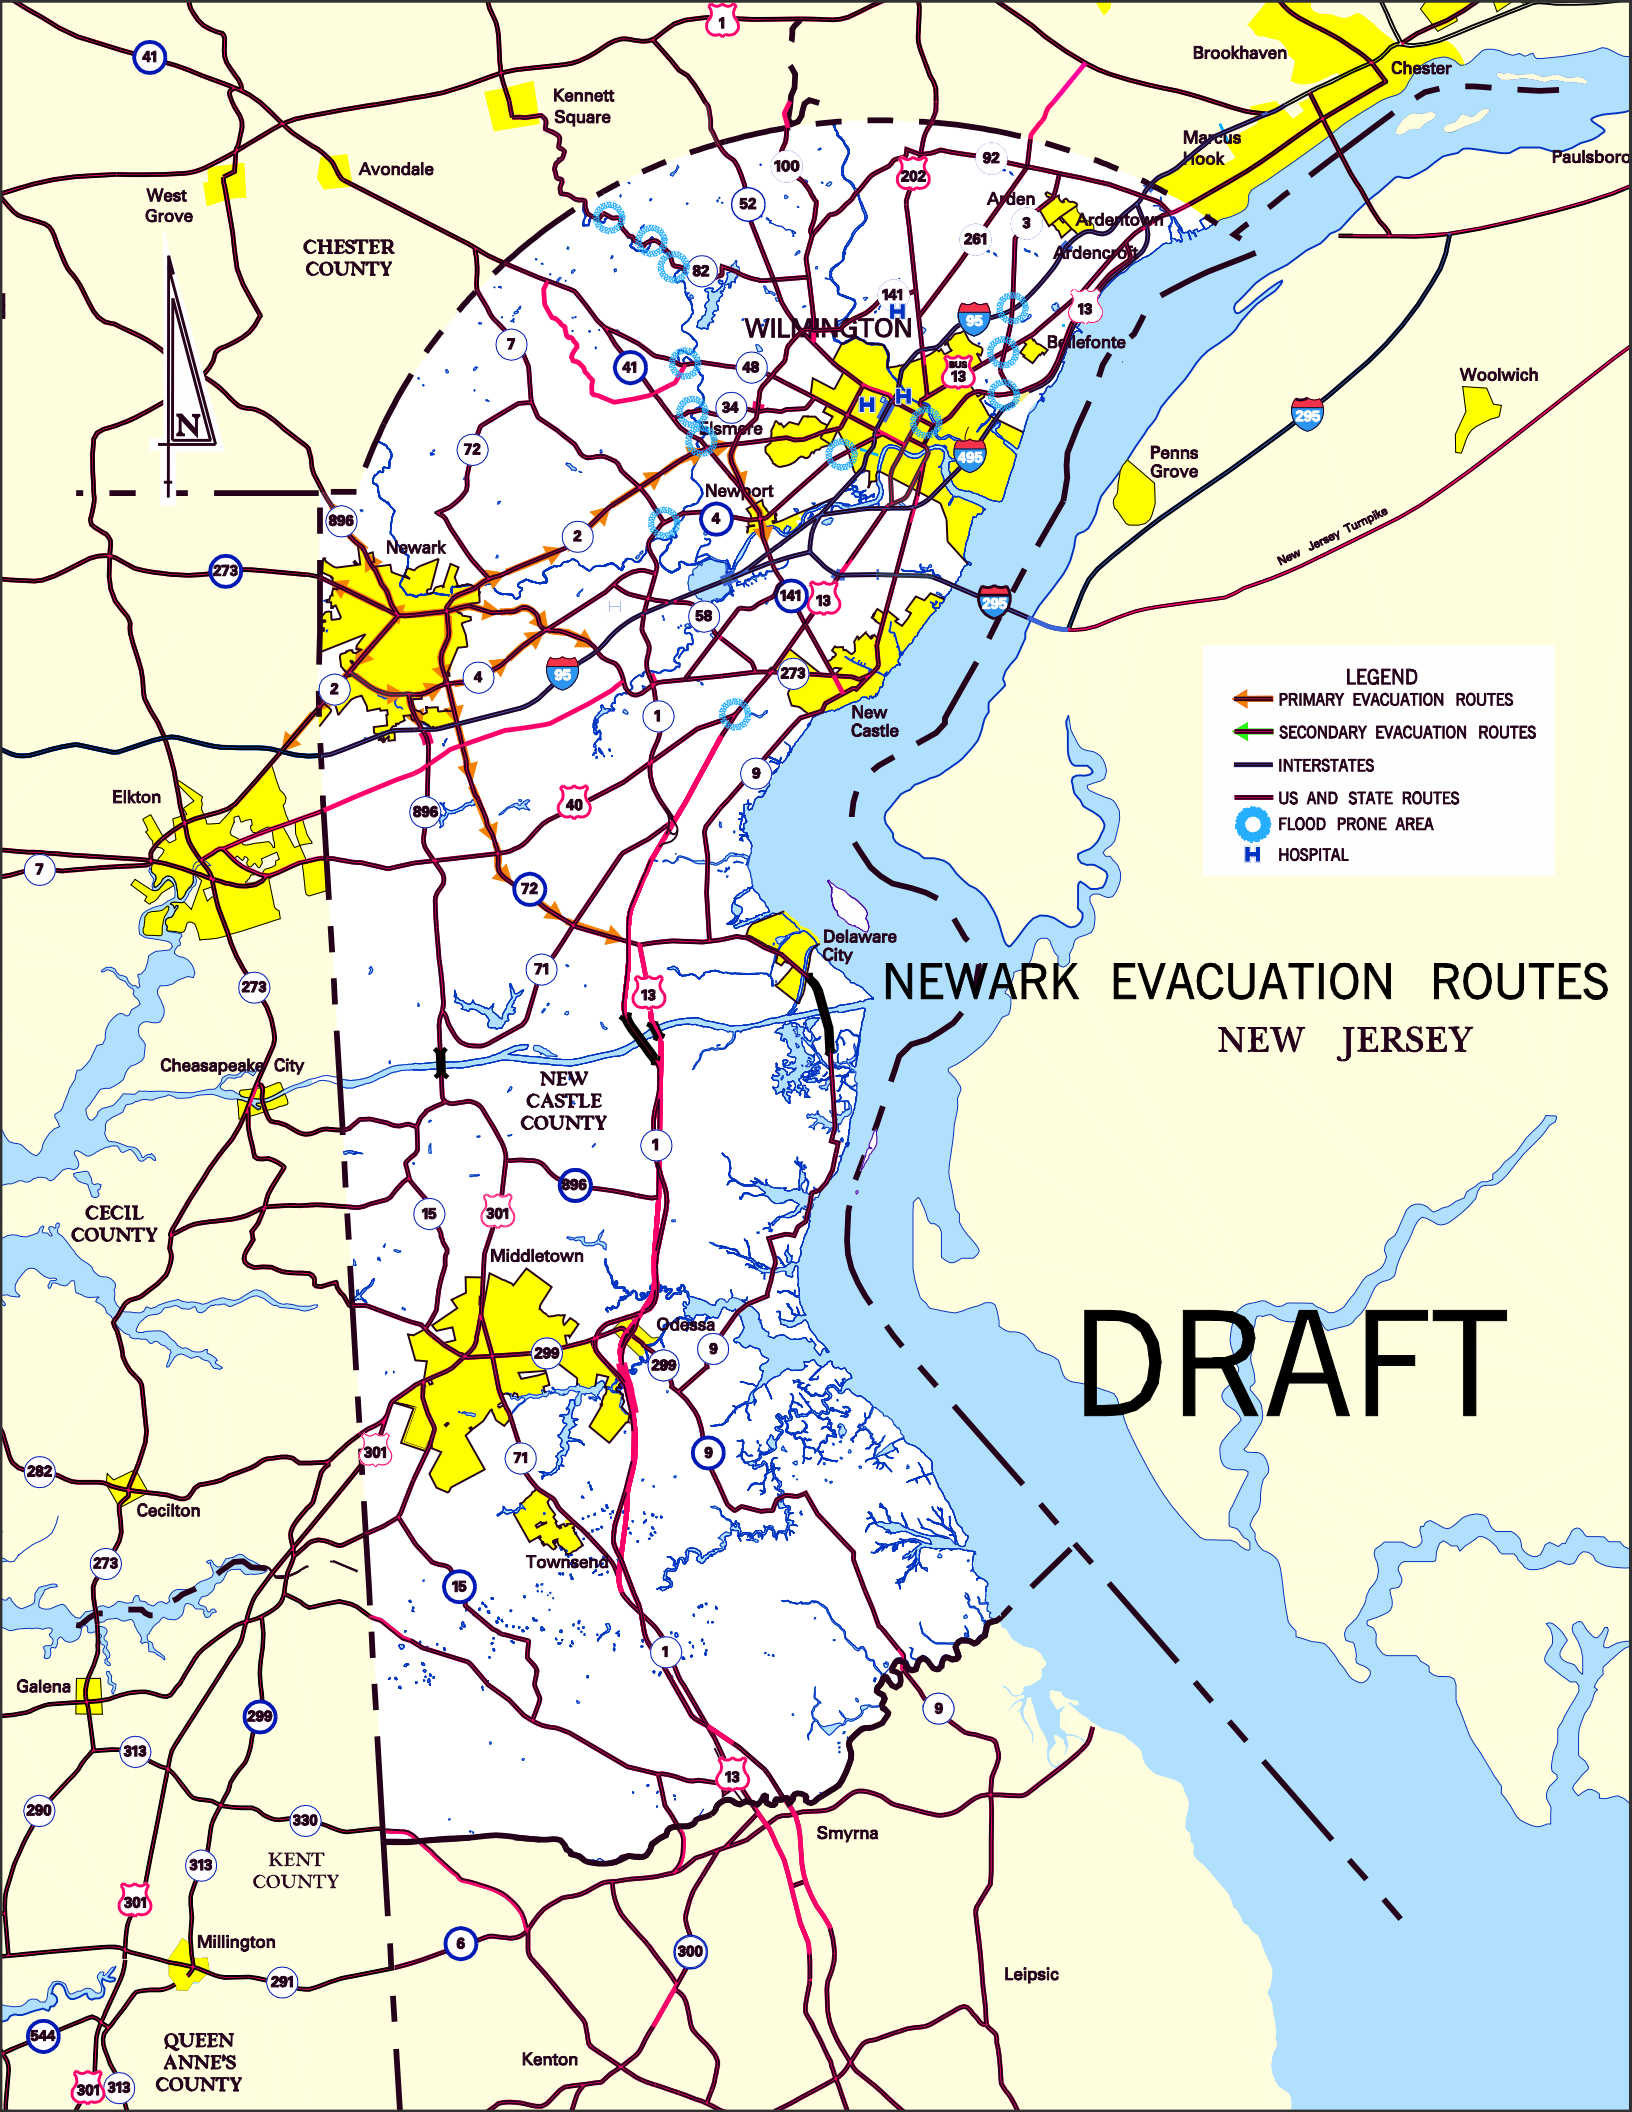 1
41
Brookhaven
Chester
Kennett
Square
Marcus
Hook
Paulsboro
Avondale
West
Grove
100
92
202
52
Arden
3
Ardentown
261
Ardencroft
CHESTER
COUNTY
82
141
H
95
13
WILMINGTON
7
41
48
BUS
13
Bellefonte
Woolwich
34
H
H
295
Elsmere
72
495
Penns
Grove
N
Newport
896
4
2
New Jersey Turnpike
Newark
273
141
13
295
H
58
4
95
273
2
1
New
Castle
LEGEND
PRIMARY EVACUATION ROUTES
SECONDARY EVACUATION ROUTES
INTERSTATES
US AND STATE ROUTES
FLOOD PRONE AREA
H HOSPITAL
9
Elkton
40
896
7
72
Delaware
City
71
273
13
NEWARK EVACUATION ROUTES
NEW JERSEY
Cheasapeake City
NEW
CASTLE
COUNTY
1
896
CECIL
COUNTY
15
301
Middletown
DRAFT
Odessa
299
9
299
301
71
9
282
Cecilton
273
Townsend
15
1
Galena
299
9
313
13
290
330
Smyrna
KENT
COUNTY
313
301
Millington
6
300
291
Leipsic
544
QUEEN
ANNE'S
COUNTY
Kenton
301
313